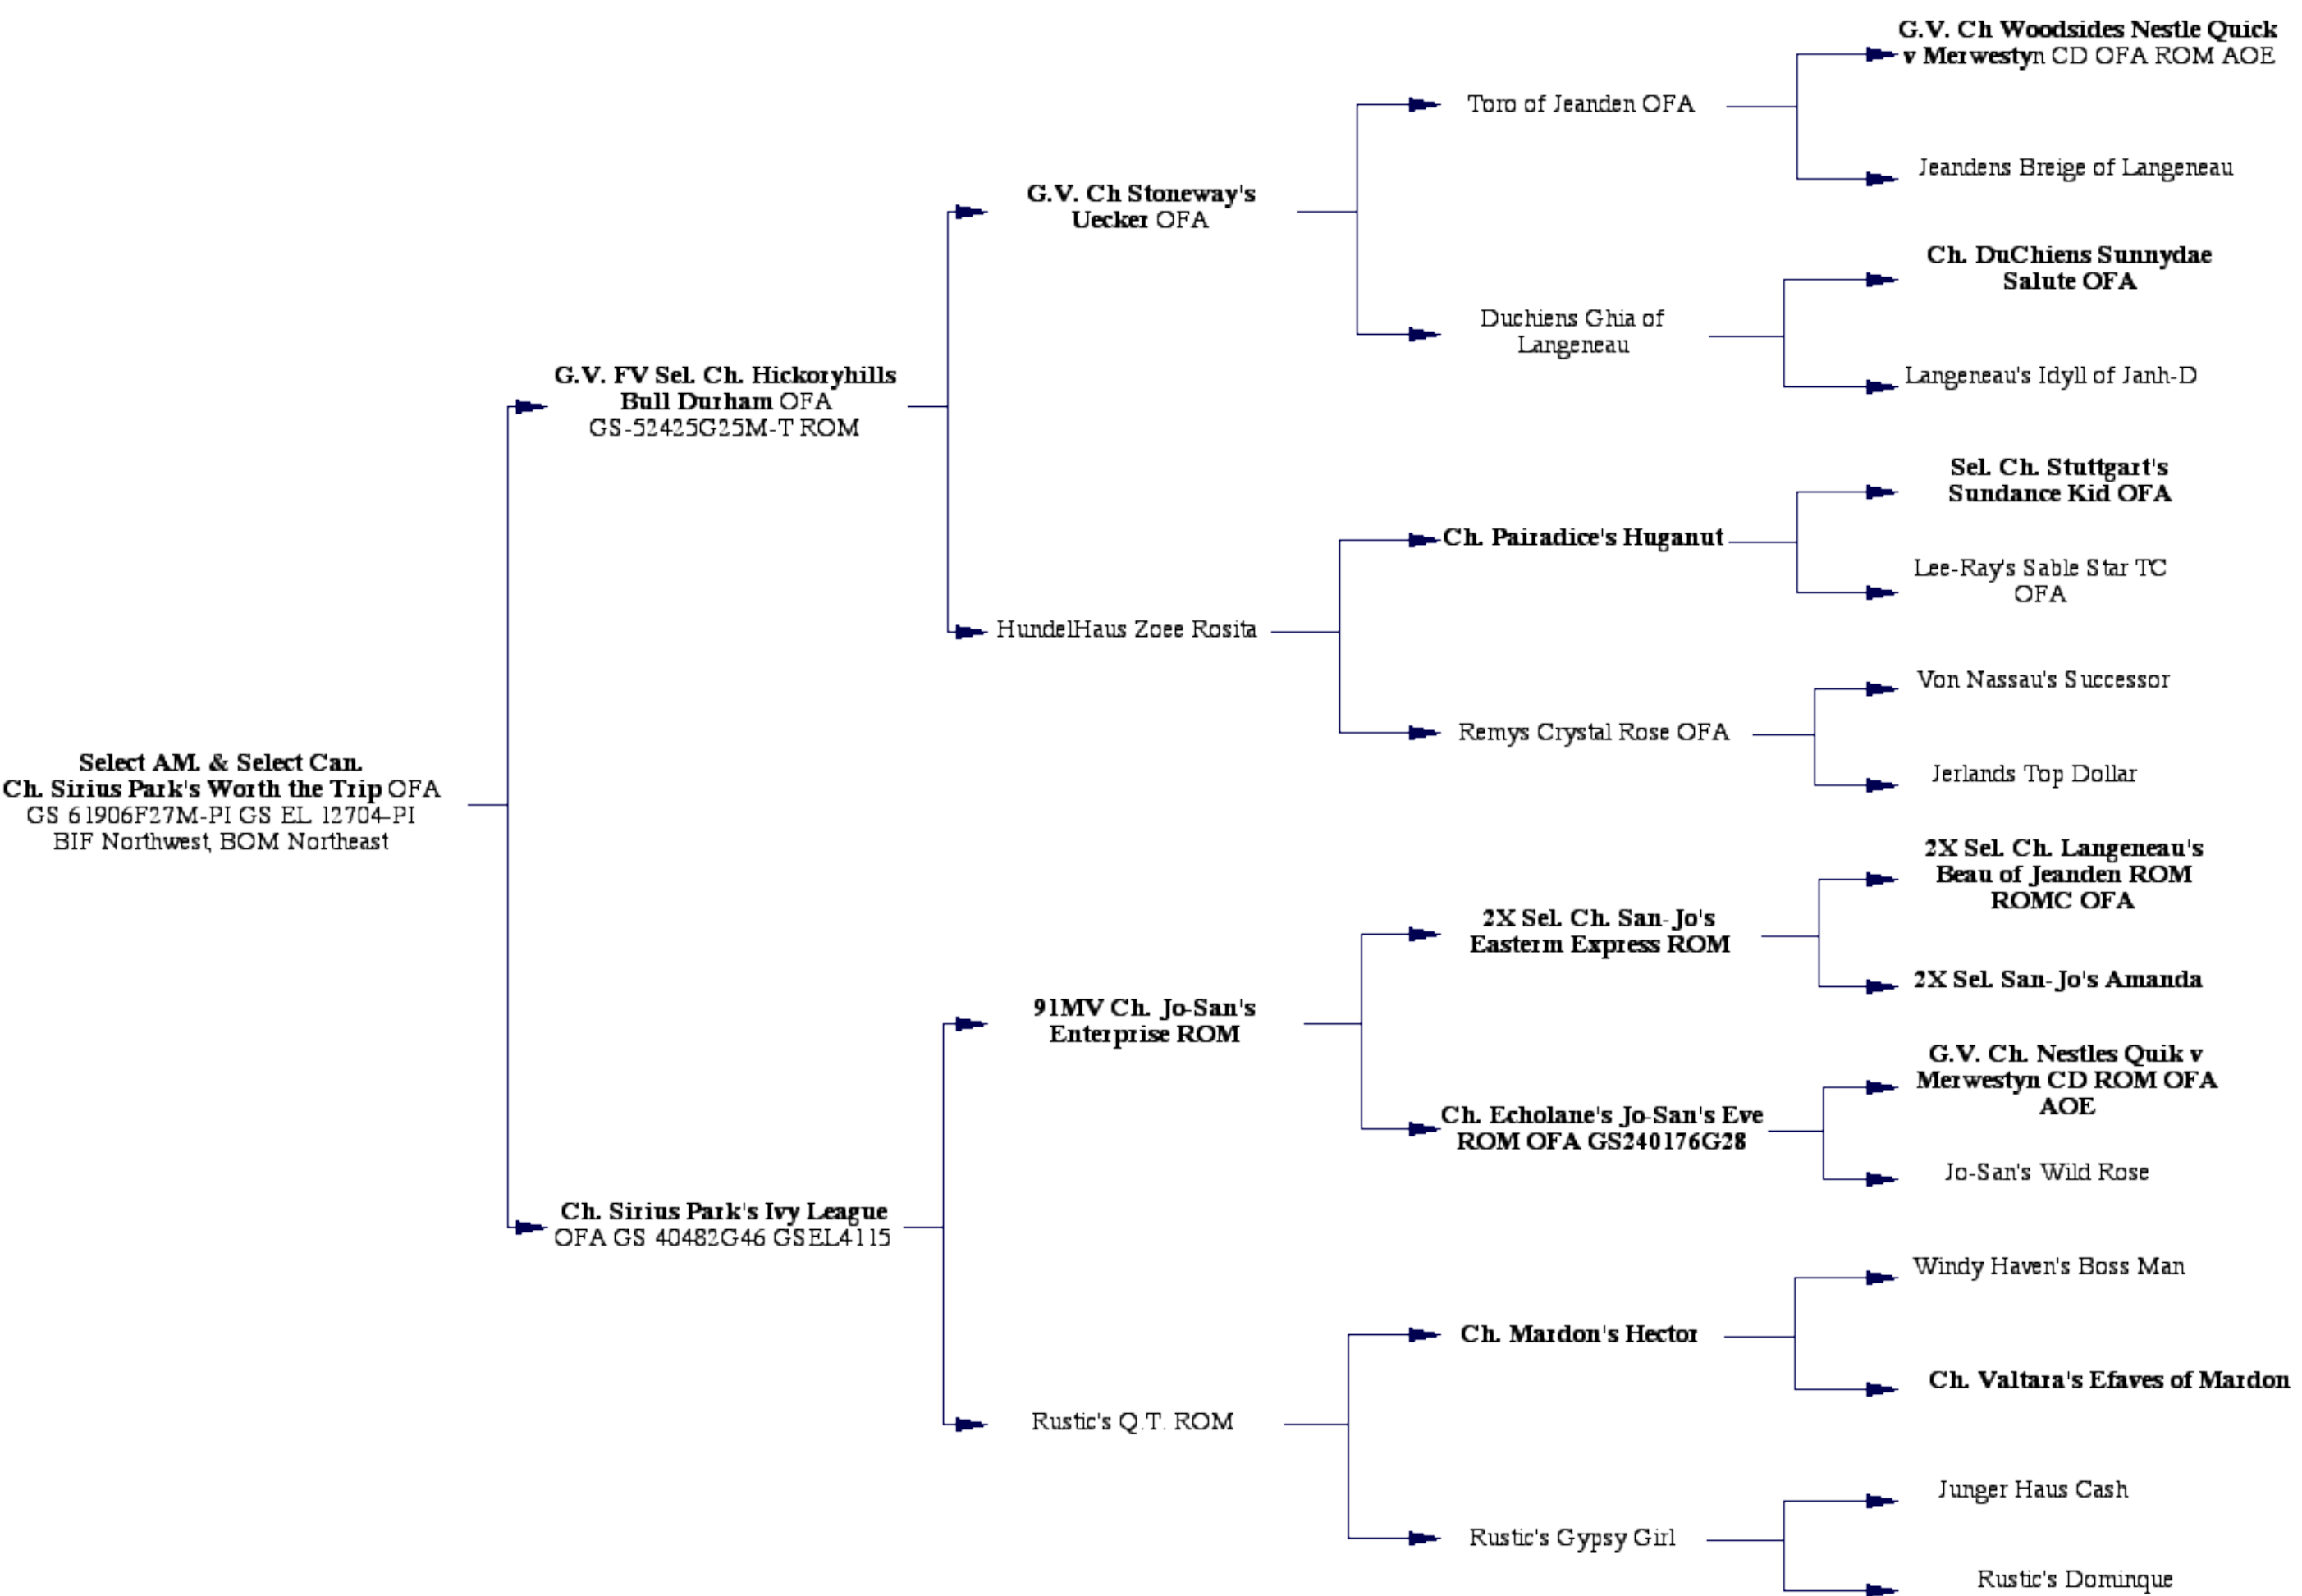 G.V. Ch Woodsides Nestle Quick
v Merwestyn CD OFA ROM AOE
Toro of Jeanden OFA
Jeandens Breige of Langeneau
G.V. Ch Stoneway's
Uecker OFA
Ch. DuChiens Sunnydae
Salute OFA
Duchiens Ghia of
Langeneau
Langeneau's Idyll of Janh-D
G.V. FV Sel. Ch. Hickoryhills
Bull Durham OFA
GS-52425G25M-T ROM
Sel. Ch. Stuttgart's
Sundance Kid OFA
Ch. Pairadice's Huganut
Lee-Ray's Sable Star TC
OFA
HundelHaus Zoee Rosita
Von Nassau's Successor
Remys Crystal Rose OFA
Jerlands Top Dollar
Select AM. & Select Can.
Ch. Sirius Park's Worth the Trip OFA
GS 61906F27M-PI GS EL 12704-PI
BIF Northwest, BOM Northeast
2X Sel. Ch. Langeneau's
Beau of Jeanden ROM
ROMC OFA
2X Sel. Ch. San-Jo's
Easterm Express ROM
2X Sel. San-Jo's Amanda
91MV Ch. Jo-San's
Enterprise ROM
G.V. Ch. Nestles Quik v
Merwestyn CD ROM OFA
AOE
Ch. Echolane's Jo-San's Eve
ROM OFA GS240176G28
Jo-San's Wild Rose
Ch. Sirius Park's Ivy League
OFA GS 40482G46 GSEL4115
Windy Haven's Boss Man
Ch. Mardon's Hector
Ch. Valtara's Efaves of Mardon
Rustic's Q.T. ROM
Junger Haus Cash
Rustic's Gypsy Girl
Rustic's Dominque